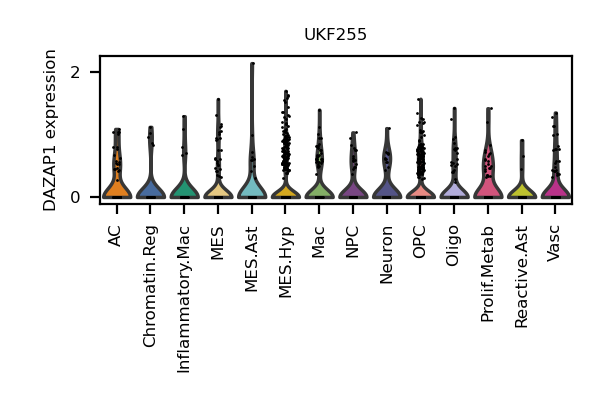 UKF255
DAZAP1 expression
2
0
AC
Chromatin.Reg
Inflammatory.Mac
MES
MES.Ast
MES.Hyp
Mac
NPC
Neuron
OPC
Oligo
Prolif.Metab
Reactive.Ast
Vasc